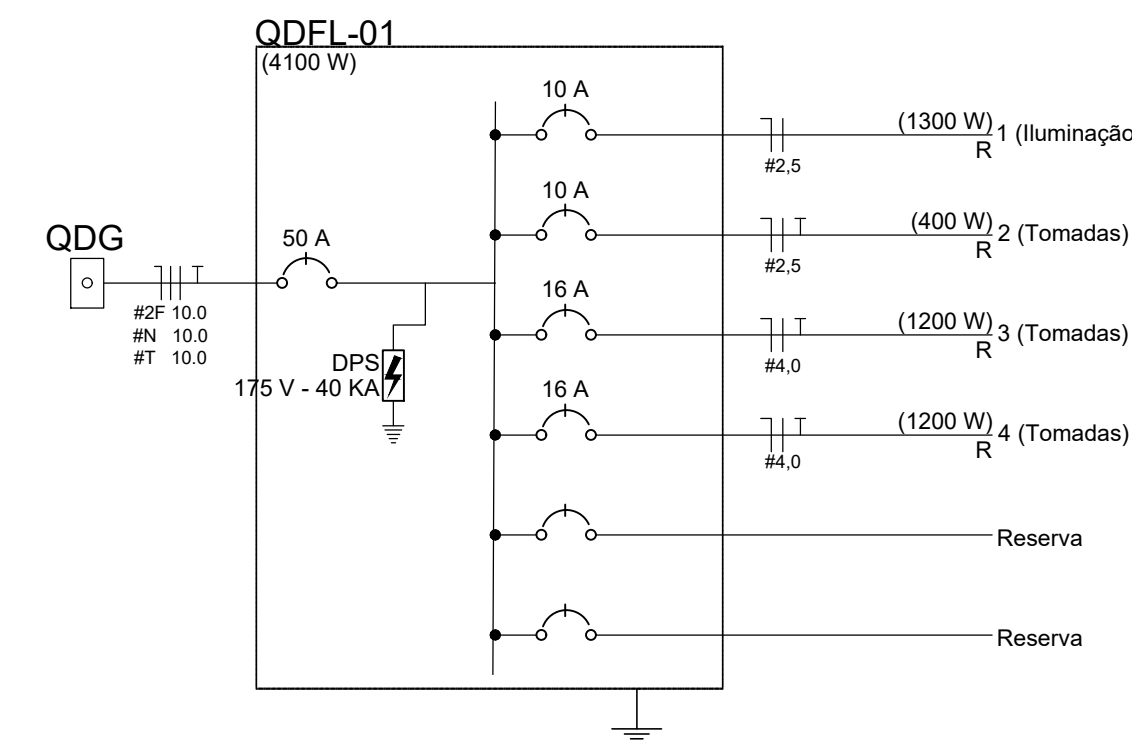 QDFL-01
(4100 W)
10 A
(1300 W)
1 (Iluminação
R
#2,5
10 A
(400 W)
2 (Tomadas)
R
#2,5
QDG
50 A
#2F 10.0
#N 10.0
#T 10.0
16 A
(1200 W)
3 (Tomadas)
R
#4,0
DPS
175 V - 40 KA
16 A
(1200 W)
4 (Tomadas)
R
#4,0
Reserva
Reserva